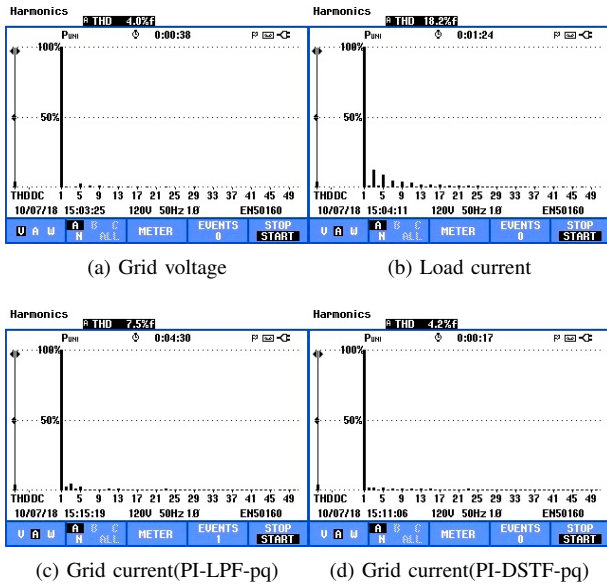 Harmonics
A THD 4.0%f
PUNI 0:00:38
100%
50%
THDDC 1 5 9 13 17 21 25 29 33 37 41 45 49
10/07/18 15:03:25 120V 50Hz 1Ø EN50160
V A W A B C N ALL METER EVENTS 0 STOP START
(a) Grid voltage
Harmonics
A THD 18.2%f
PUNI 0:01:24
100%
50%
THDDC 1 5 9 13 17 21 25 29 33 37 41 45 49
10/07/18 15:04:11 120V 50Hz 1Ø EN50160
V A W A B C N ALL METER EVENTS 0 STOP START
(b) Load current
Harmonics
A THD 7.5%f
PUNI 0:04:30
100%
50%
THDDC 1 5 9 13 17 21 25 29 33 37 41 45 49
10/07/18 15:15:19 120V 50Hz 1Ø EN50160
V A W A B C N ALL METER EVENTS 1 STOP START
(c) Grid current(PI-LPF-pq)
Harmonics
A THD 4.2%f
PUNI 0:00:17
100%
50%
THDDC 1 5 9 13 17 21 25 29 33 37 41 45 49
10/07/18 15:11:06 120V 50Hz 1Ø EN50160
V A W A B C N ALL METER EVENTS 0 STOP START
(d) Grid current(PI-DSTF-pq)